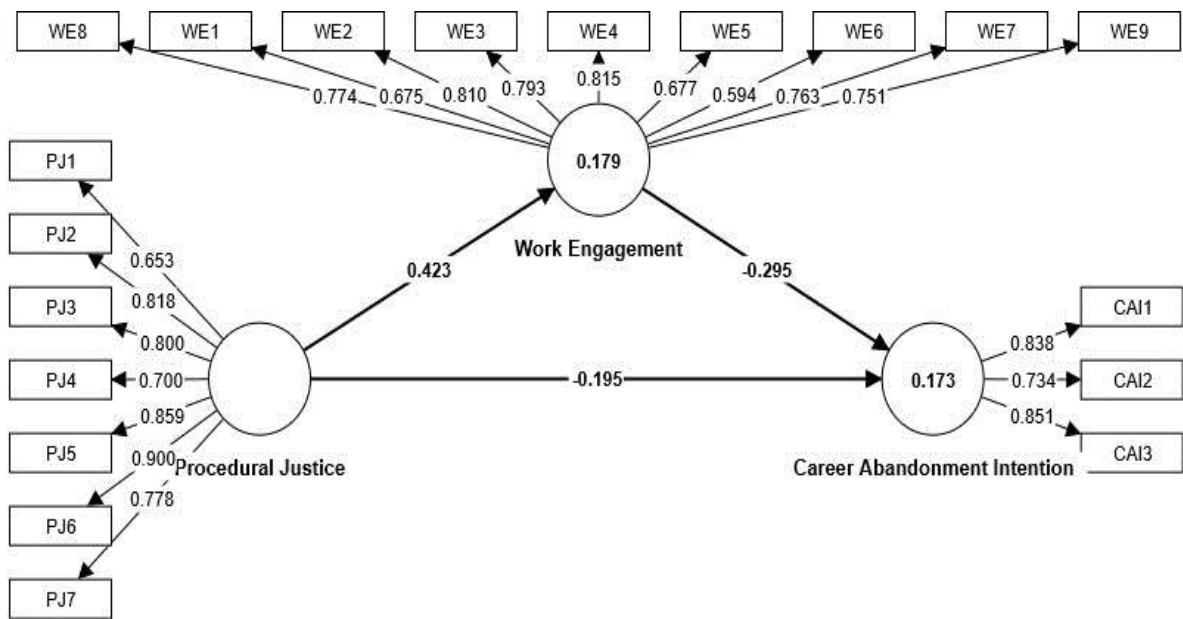 WE8 WE1 WE2 WE3 WE4 WE5 WE6 WE7 WE9
0.774 0.675 0.810 0.793 0.815 0.677 0.594 0.763 0.751
0.179
Work Engagement
PJ1
PJ2
PJ3
PJ4
PJ5
PJ6
PJ7
0.653
0.818
0.800
0.700
0.859
0.900
0.778
Procedural Justice
0.423
-0.295
-0.195
0.173
Career Abandonment Intention
0.838
0.734
0.851
CAI1
CAI2
CAI3